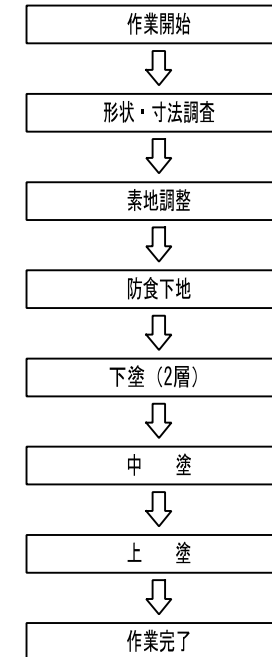 作業開始
形状・寸法調査
素地調整
防食下地
下塗（2層）
中　塗
上　塗
作業完了